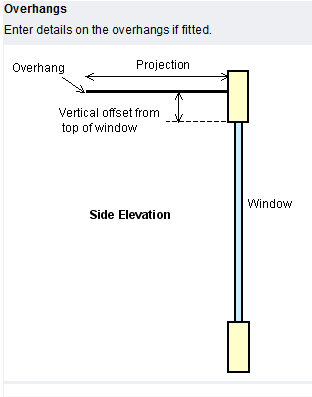 Overhangs
Enter details on the overhangs if fitted.
Overhang
Projection
Vertical offset from
top of window
Window
Side Elevation